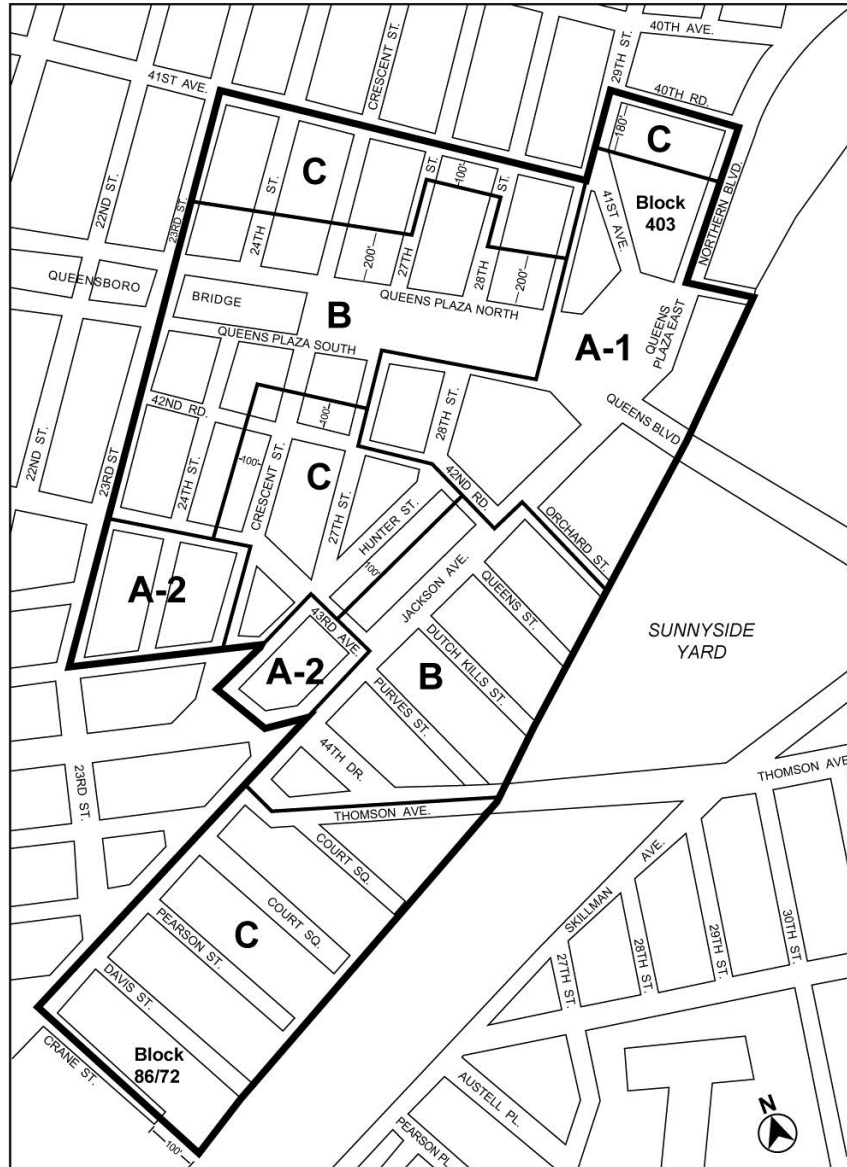 40TH AVE.
29TH ST.
40TH RD.
CRESCENT ST.
41ST AVE.
180'
C
C
100'
ST.
ST.
22ND ST.
23RD ST.
24TH
ST.
Block
403
41ST AVE.
NORTHERN BLVD.
27TH
200'
28TH
200'
QUEENSBORO
BRIDGE
QUEENS PLAZA NORTH
B
A-1
QUEENS
PLAZA EAST
QUEENS PLAZA SOUTH
42ND RD.
28TH ST.
QUEENS BLVD
100'
22ND ST.
23RD ST
24TH ST.
100'
CRESCENT ST.
C
27TH ST.
HUNTER ST.
42ND RD.
ORCHARD ST.
100'
JACKSON AVE.
QUEENS ST.
A-2
43RD AVE.
DUTCH KILLS ST.
SUNNYSIDE
YARD
A-2
B
PURVES ST.
44TH DR.
23RD ST.
THOMSON AVE.
THOMSON AVE
COURT SQ.
COURT SQ.
C
PEARSON ST.
SKILLMAN AVE.
30TH ST.
29TH ST.
28TH ST.
27TH ST.
DAVIS ST.
Block
86/72
CRANE ST.
100'
AUSTELL PL.
PEARSON PL.
N